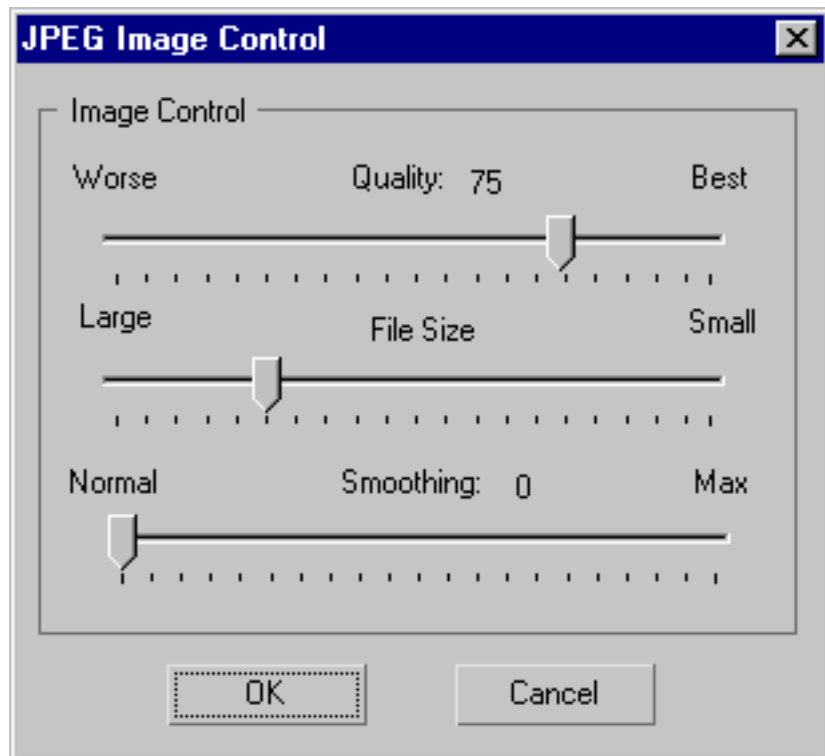 JPEG Image Control
Image Control
Worse Quality: 75 Best
Large File Size Small
Normal Smoothing: 0 Max
OK Cancel